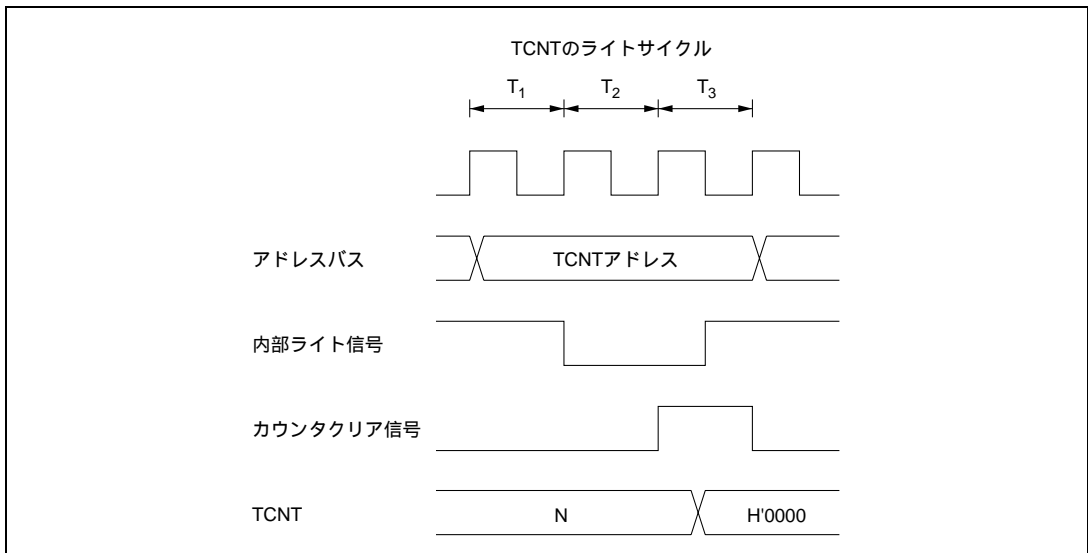 TCNTのライトサイクル
T1 T2 T3
アドレスバス TCNTアドレス
内部ライト信号
カウンタクリア信号
TCNT N H'0000